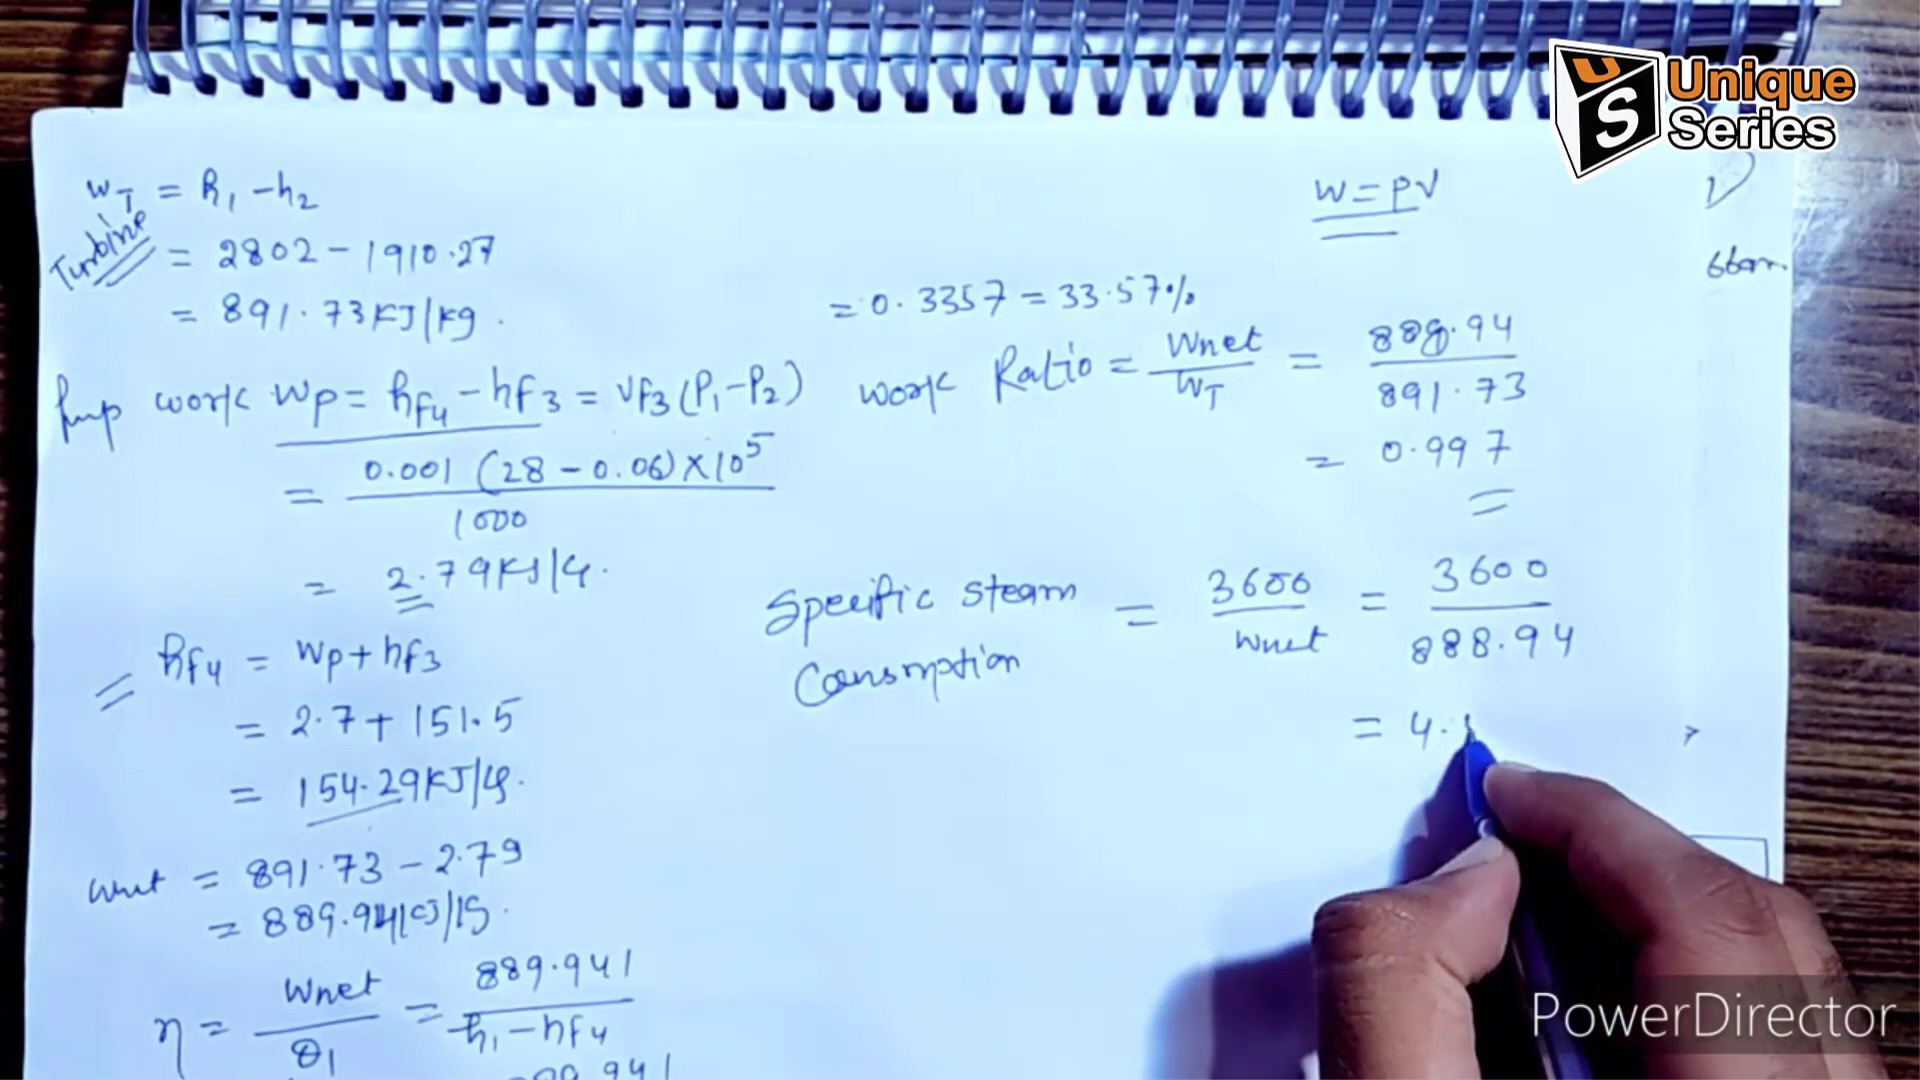 Unique
Series
US
W = PV
WT = h1 - h2
Turbine
= 2802 - 1910.27
= 891.73 KJ/Kg.
Pump work Wp = hf4 - hf3 = Vf3 (P1 - P2)
= 0.001 (28 - 0.06) × 10^5 / 1000
= 2.79 KJ/Kg.
hf4 = Wp + hf3
= 2.7 + 151.5
= 154.29 KJ/Kg.
Wnet = 891.73 - 2.79
= 889.94 KJ/Kg.
η = Wnet / Q1 = 889.941 / h1 - hf4
= 0.3357 = 33.57%
Work Ratio = Wnet / WT = 888.94 / 891.73
= 0.997
Specific Steam Consmption = 3600 / Wnet = 3600 / 888.94
= 4.
PowerDirector